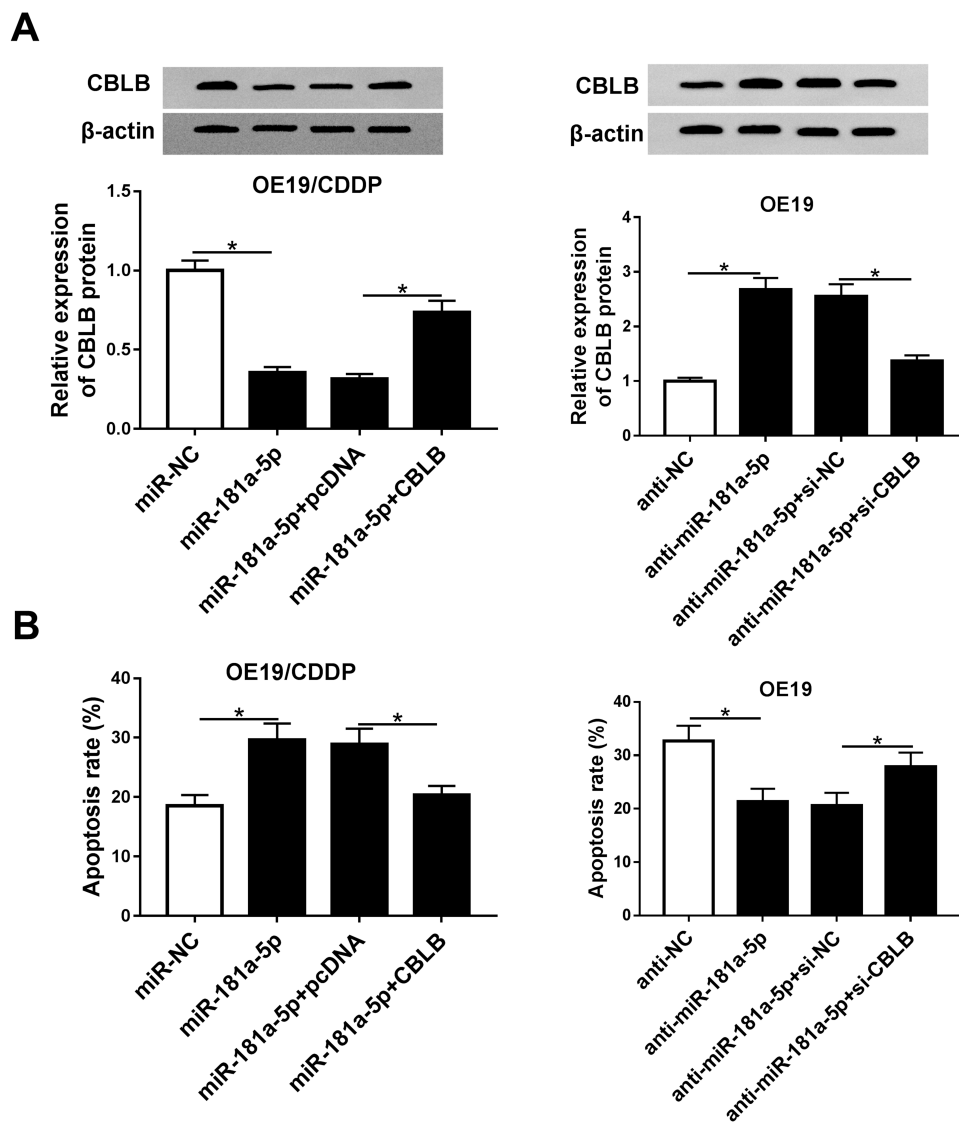 A
CBLB
β-actin
OE19/CDDP
Relative expression
of CBLB protein
1.5
1.0
0.5
0.0
*
*
miR-NC
miR-181a-5p
miR-181a-5p+pcDNA
miR-181a-5p+CBLB
CBLB
β-actin
OE19
Relative expression
of CBLB protein
4
3
2
1
0
*
*
anti-NC
anti-miR-181a-5p
anti-miR-181a-5p+si-NC
anti-miR-181a-5p+si-CBLB
B
OE19/CDDP
Apoptosis rate (%)
40
30
20
10
0
*
*
miR-NC
miR-181a-5p
miR-181a-5p+pcDNA
miR-181a-5p+CBLB
OE19
Apoptosis rate (%)
40
30
20
10
0
*
*
anti-NC
anti-miR-181a-5p
anti-miR-181a-5p+si-NC
anti-miR-181a-5p+si-CBLB